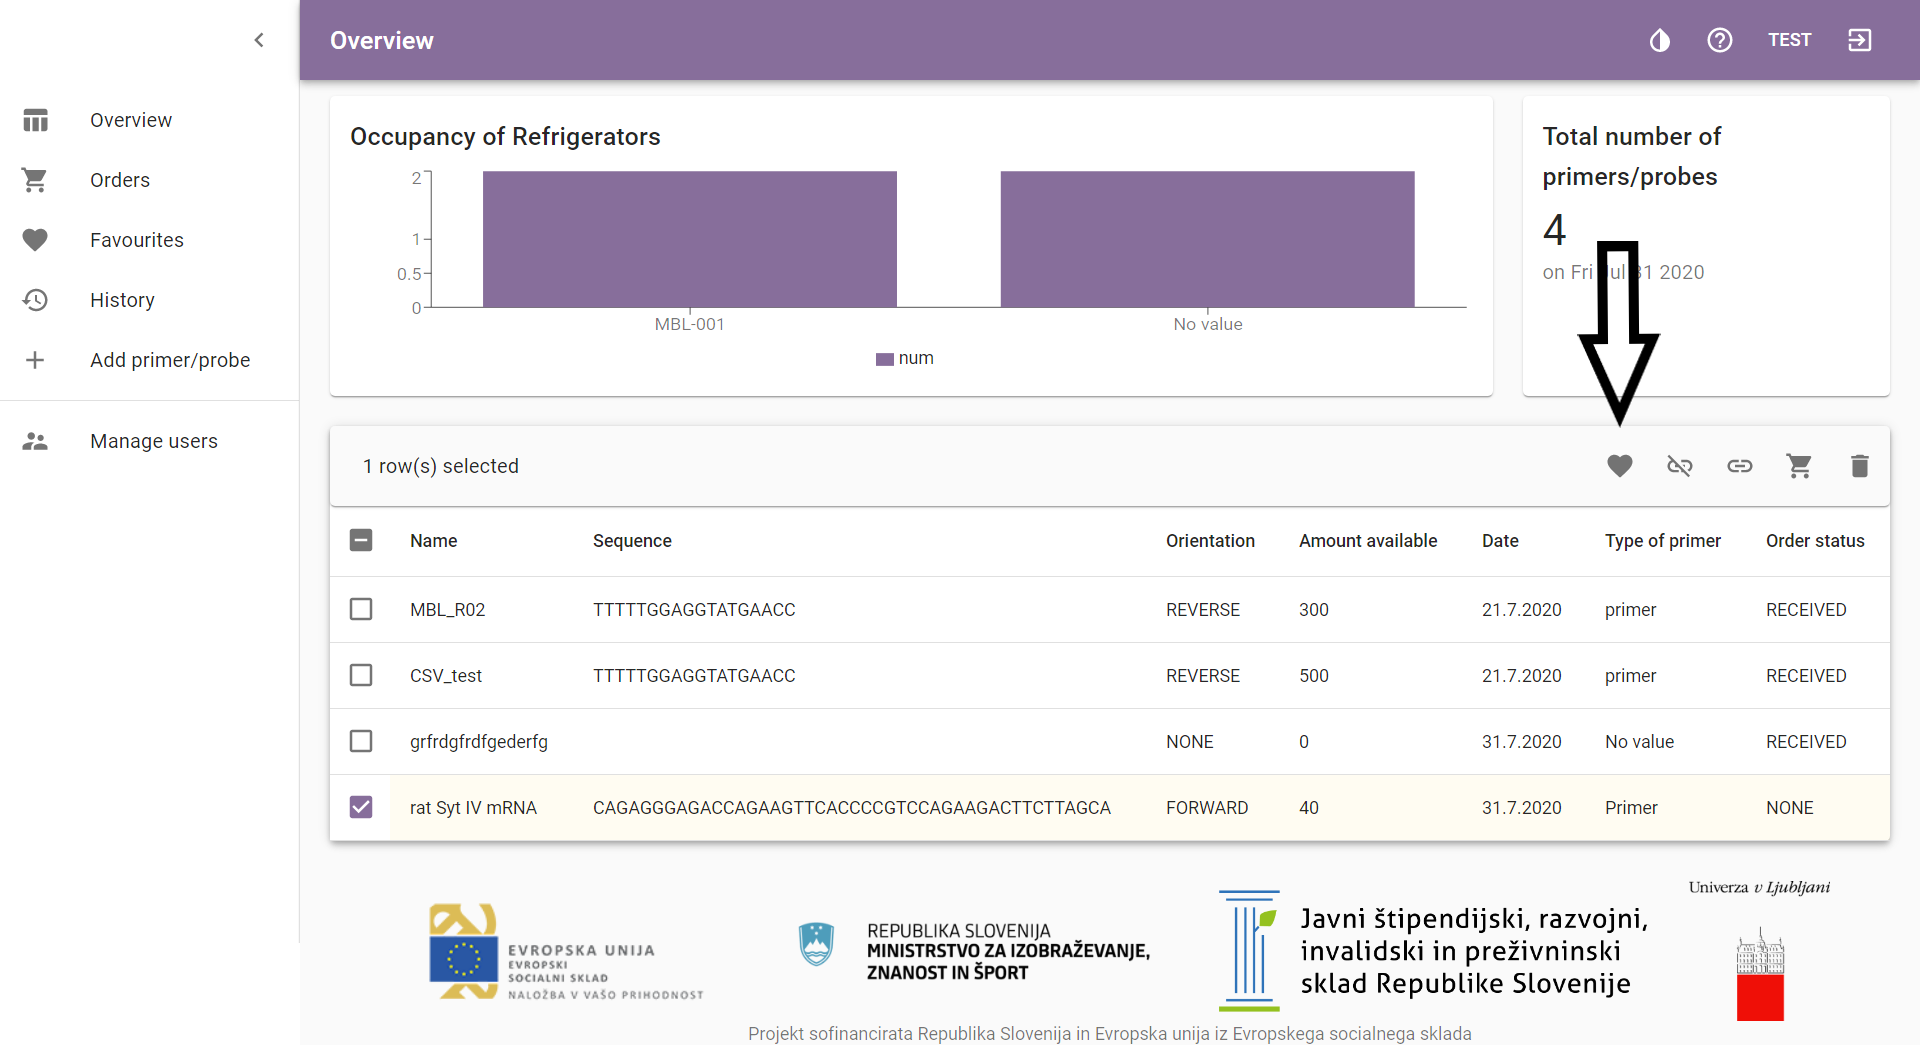 Overview
TEST
Overview
Orders
Favourites
History
Add primer/probe
Manage users
Occupancy of Refrigerators
2
1
0.5
0
MBL-001
No value
num
Total number of
primers/probes
4
on Fri Jul 31 2020
1 row(s) selected
Name Sequence Orientation Amount available Date Type of primer Order status
MBL_R02 TTTTTGGAGGTATGAACC REVERSE 300 21.7.2020 primer RECEIVED
CSV_test TTTTTGGAGGTATGAACC REVERSE 500 21.7.2020 primer RECEIVED
grfrdgfrdfgederfg NONE 0 31.7.2020 No value RECEIVED
rat Syt IV mRNA CAGAGGGAGACCAGAAGTTCACCCCGTCCAGAAGACTTCTTAGCA FORWARD 40 31.7.2020 Primer NONE
EVROPSKA UNIJA
EVROPSKI
SOCIALNI SKLAD
NALOŽBA V VAŠO PRIHODNOST
REPUBLIKA SLOVENIJA
MINISTRSTVO ZA IZOBRAŽEVANJE,
ZNANOST IN ŠPORT
Javni štipendijski, razvojni,
invalidski in preživninski
sklad Republike Slovenije
Univerza v Ljubljani
Projekt sofinancirata Republika Slovenija in Evropska unija iz Evropskega socialnega sklada